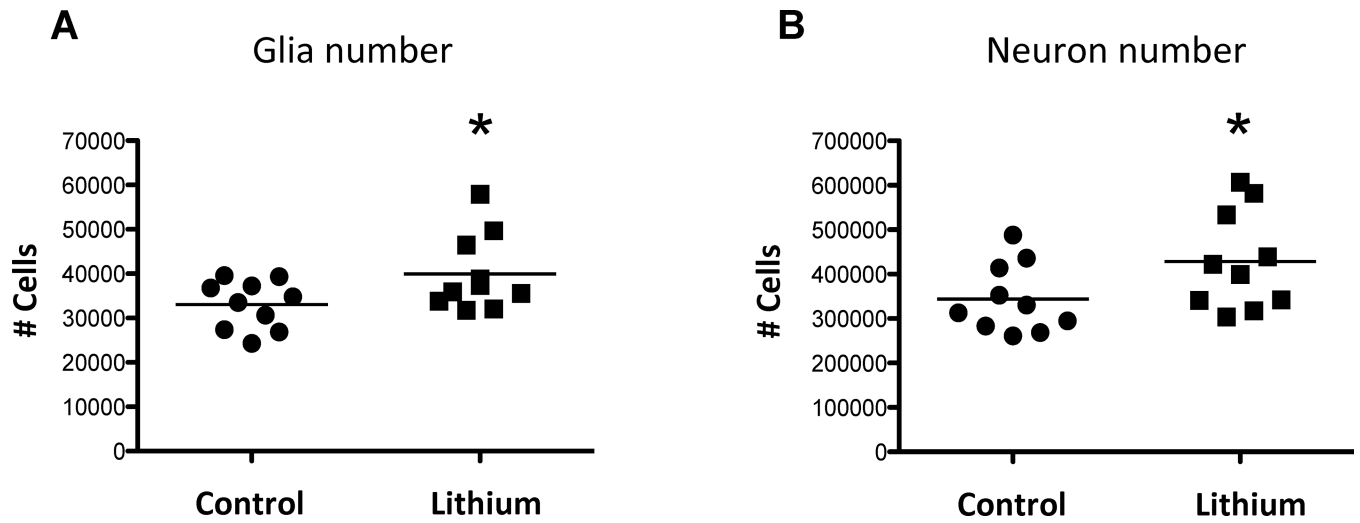 A
Glia number
*
# Cells
70000
60000
50000
40000
30000
20000
10000
0
Control
Lithium
B
Neuron number
*
# Cells
700000
600000
500000
400000
300000
200000
100000
0
Control
Lithium